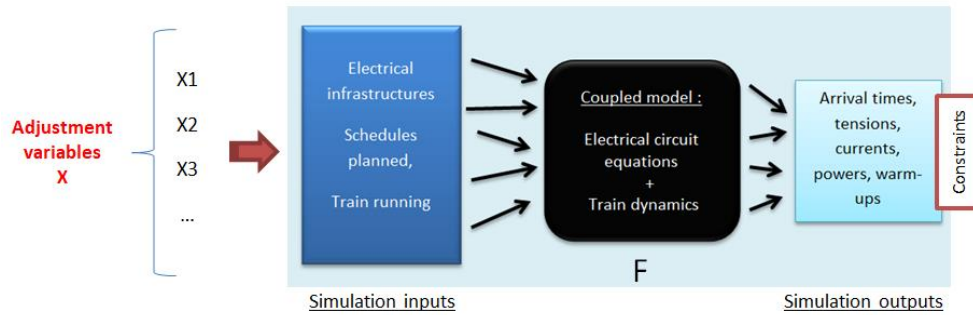 Adjustment
variables
X
X1
X2
X3
...
Electrical
infrastructures
Schedules
planned,
Train running
Coupled model :
Electrical circuit
equations
+
Train dynamics
F
Arrival times,
tensions,
currents,
powers, warm-
ups
Constraints
Simulation inputs
Simulation outputs